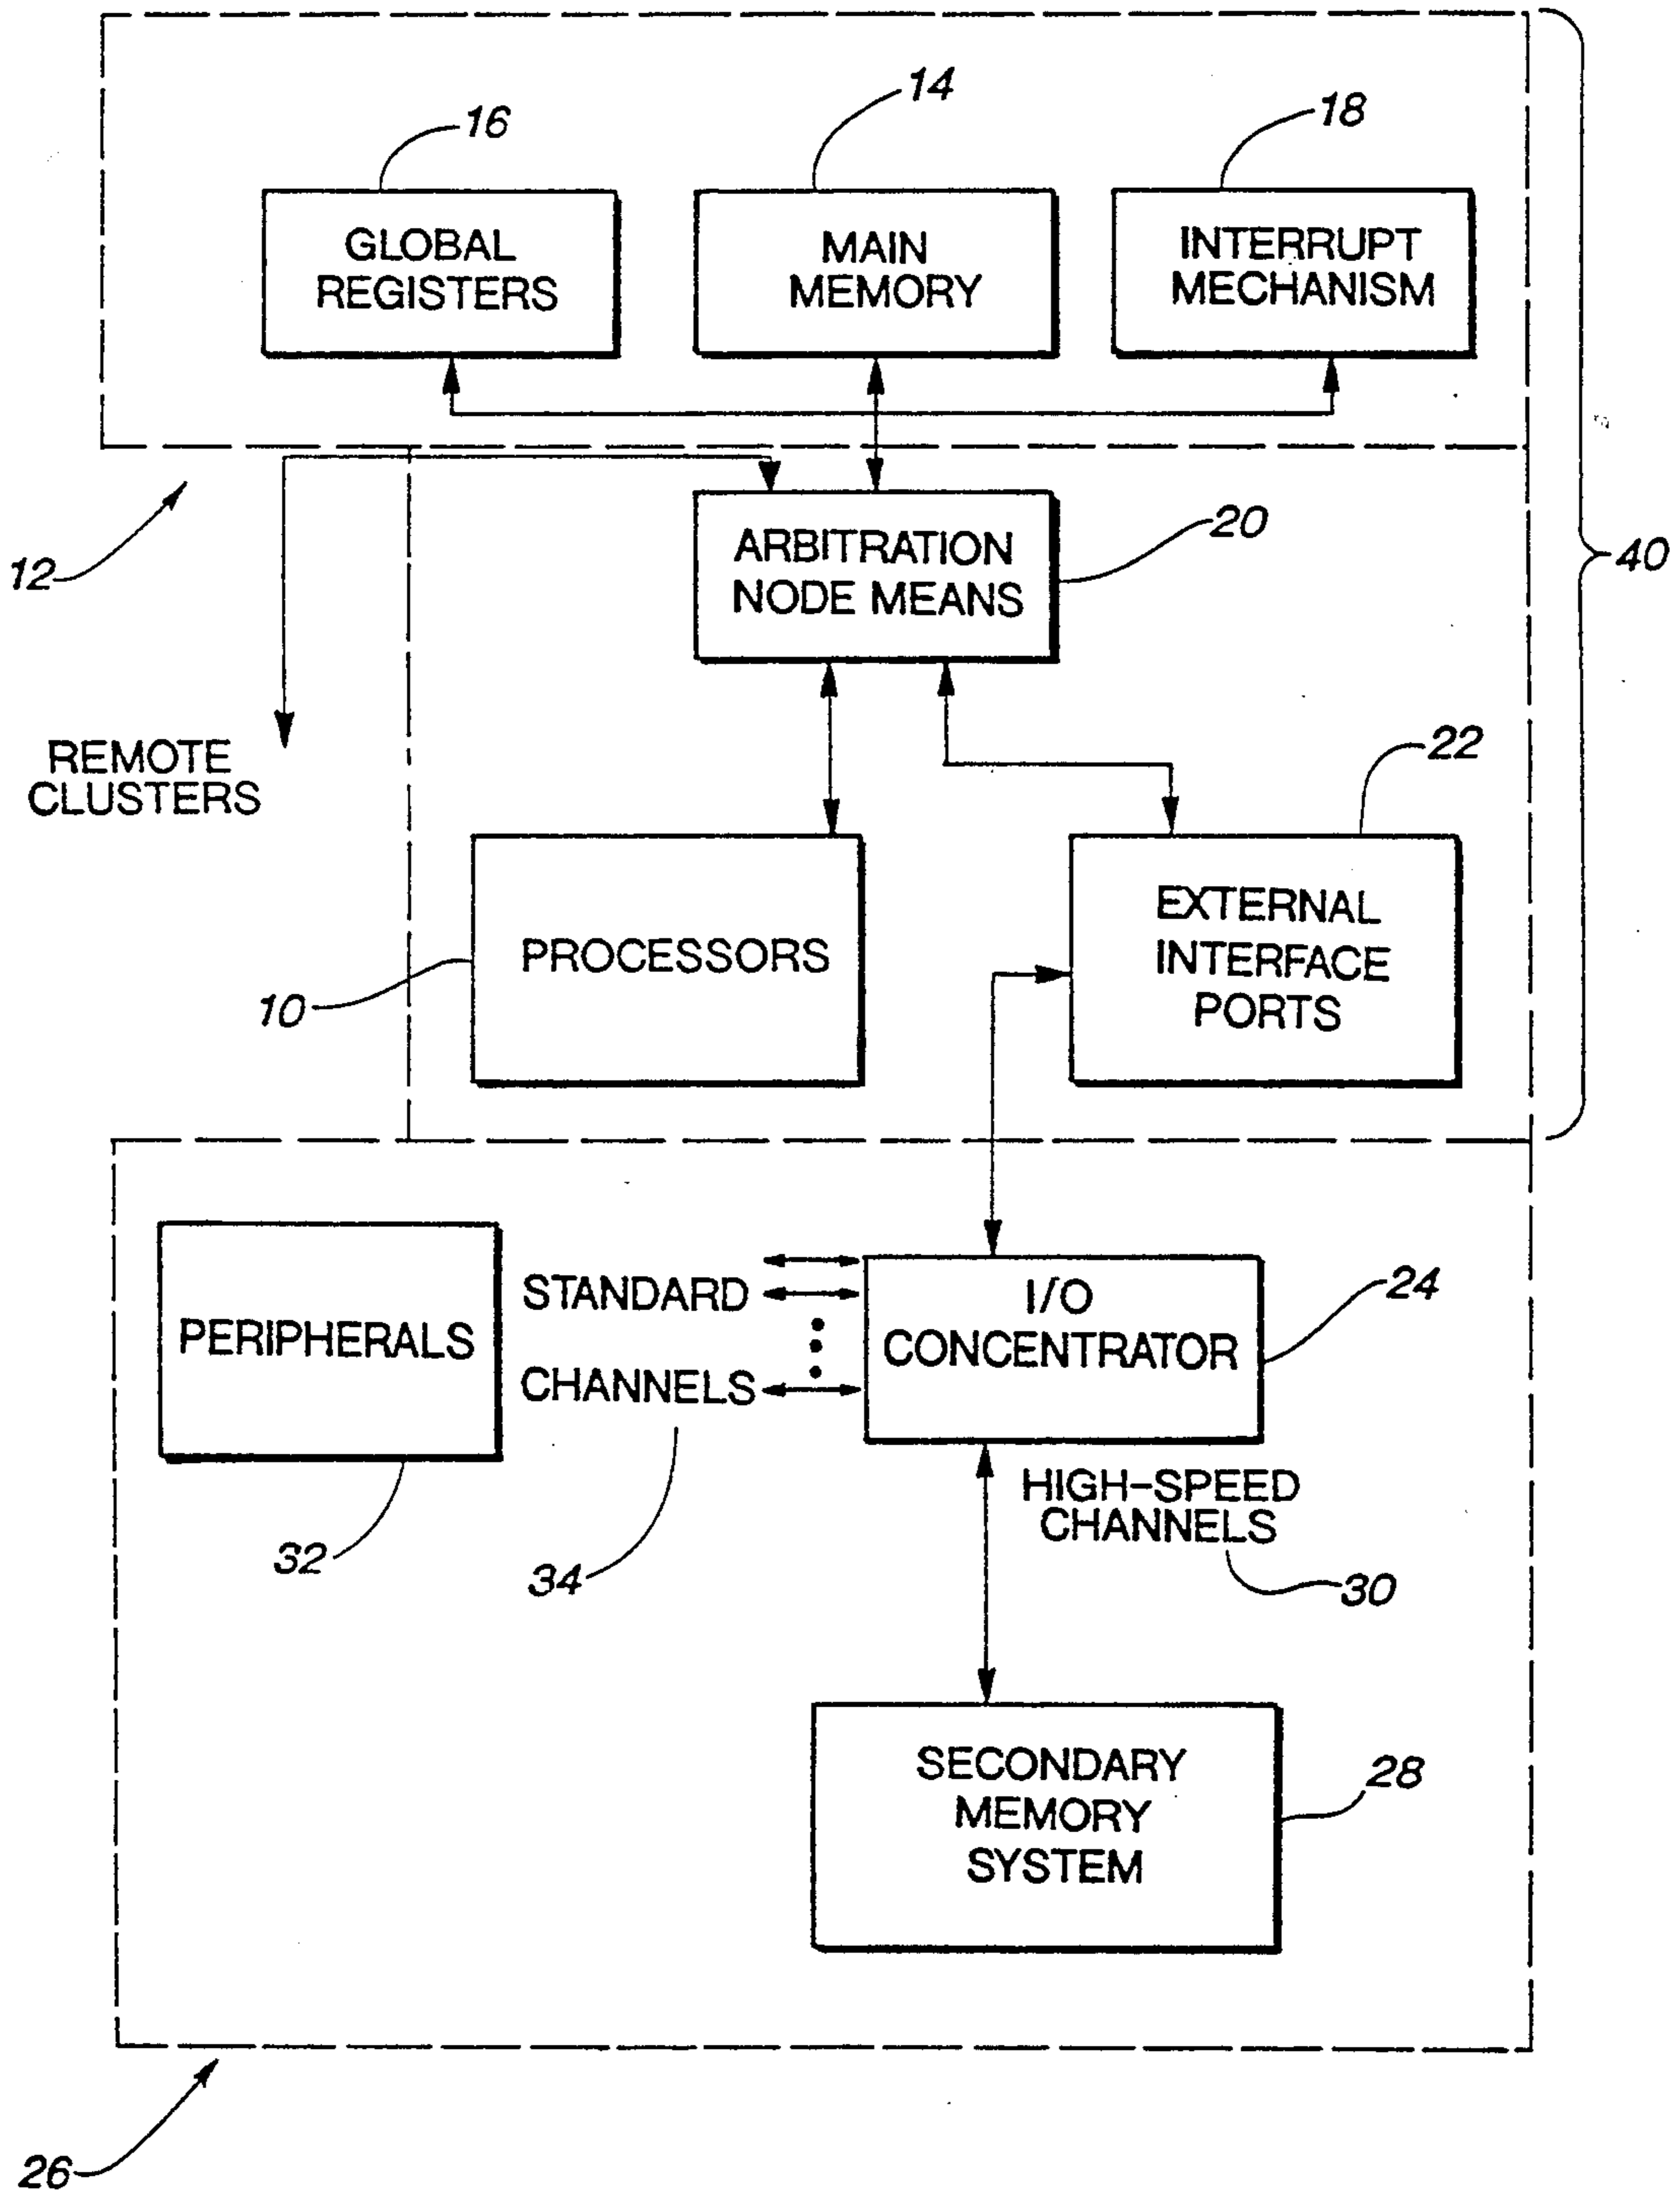 16
14
18
GLOBAL
REGISTERS
MAIN
MEMORY
INTERRUPT
MECHANISM
12
ARBITRATION
NODE MEANS
20
40
REMOTE
CLUSTERS
22
PROCESSORS
10
EXTERNAL
INTERFACE
PORTS
PERIPHERALS
32
STANDARD
CHANNELS
34
I/O
CONCENTRATOR
24
HIGH-SPEED
CHANNELS
30
SECONDARY
MEMORY
SYSTEM
28
26